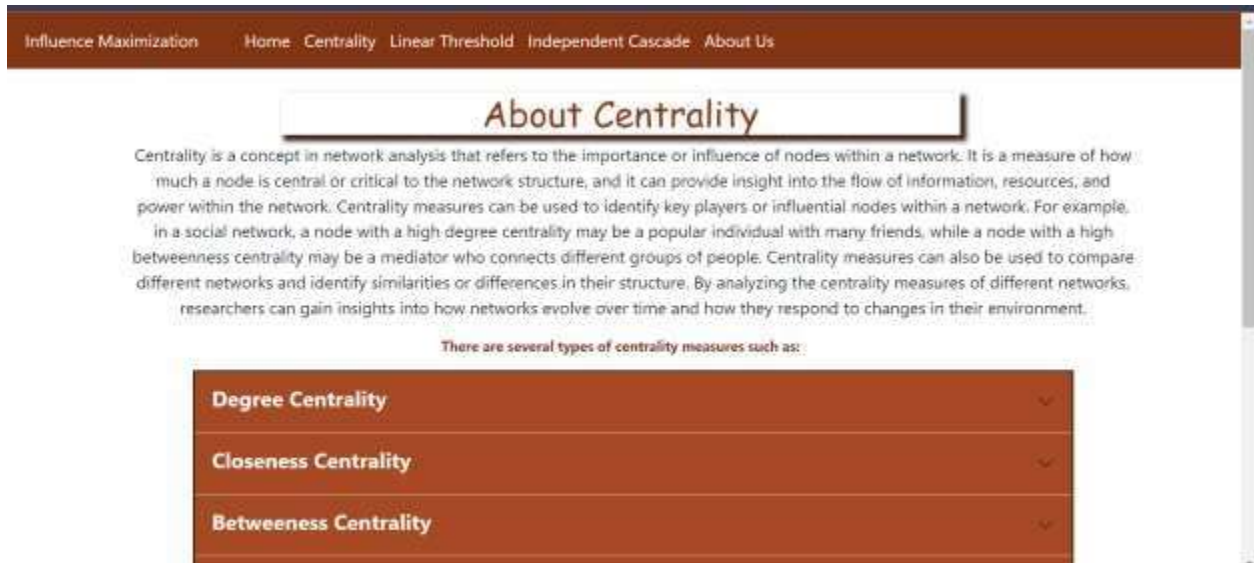 Influence Maximization Home Centrality Linear Threshold Independent Cascade About Us
About Centrality
Centrality is a concept in network analysis that refers to the importance or influence of nodes within a network. It is a measure of how
much a node is central or critical to the network structure, and it can provide insight into the flow of information, resources, and
power within the network. Centrality measures can be used to identify key players or influential nodes within a network. For example,
in a social network, a node with a high degree centrality may be a popular individual with many friends, while a node with a high
betweenness centrality may be a mediator who connects different groups of people. Centrality measures can also be used to compare
different networks and identify similarities or differences in their structure. By analyzing the centrality measures of different networks,
researchers can gain insights into how networks evolve over time and how they respond to changes in their environment.
There are several types of centrality measures such as:
Degree Centrality
Closeness Centrality
Betweeness Centrality